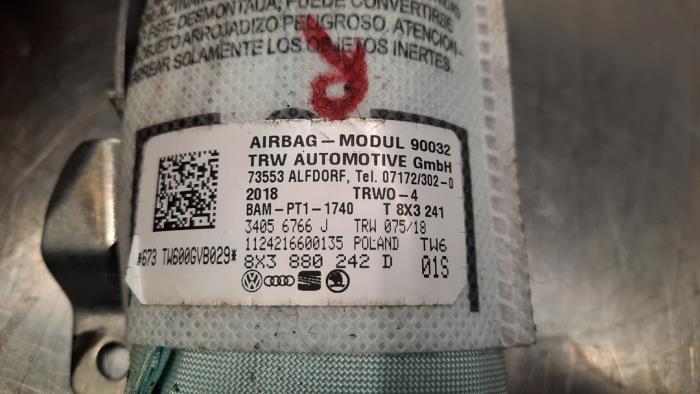 O ESTE DESMONTADA, PUEDE CONVERTIRSE
OBJETO ARROJADIZO PELIGROSO. ATENCION-
RREAR SOLAMENTE LOS OBJETOS INERTES.
AIRBAG – MODUL 90032
TRW AUTOMOTIVE GmbH
73553 ALFDORF, Tel. 07172/302-0
2018 TRWO-4
BAM-PT1-1740 T 8X3 241
3405 6766 J TRW 075/18
1124216600135 POLAND TW6
*673 TW600GVB029*
8X3 880 242 D 01S